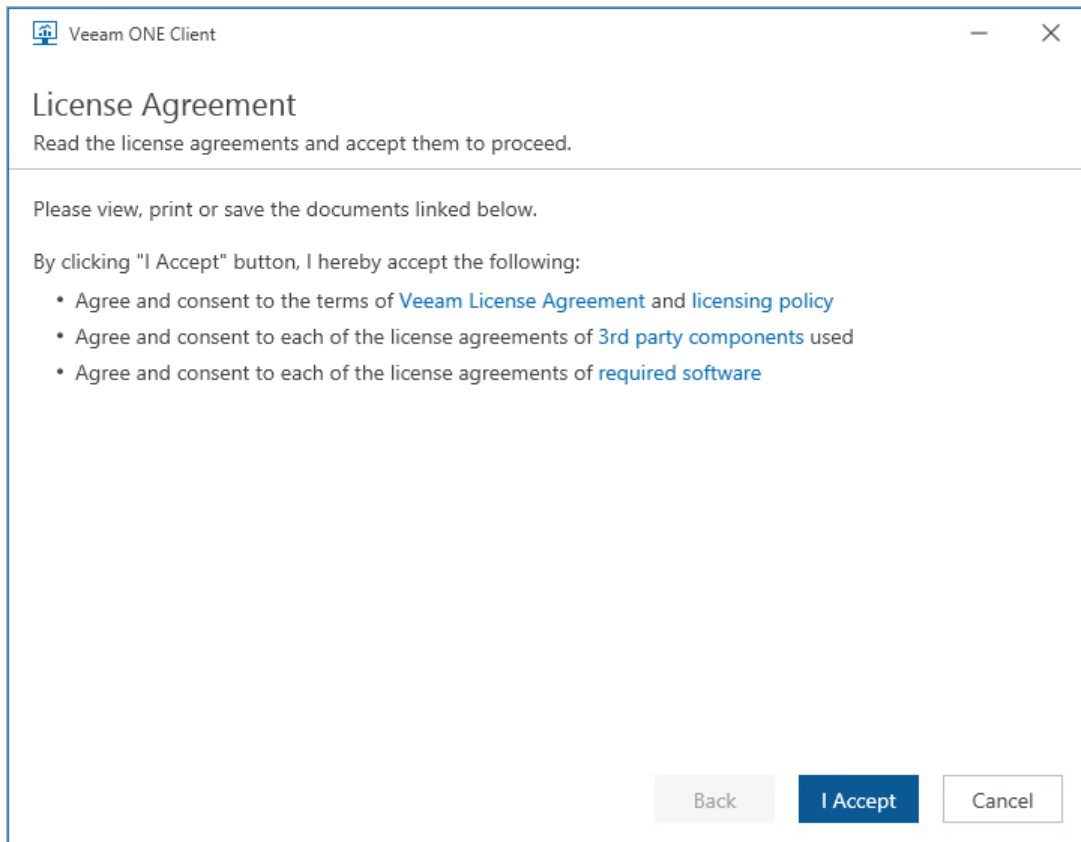 Veeam ONE Client
License Agreement
Read the license agreements and accept them to proceed.
Please view, print or save the documents linked below.
By clicking "I Accept" button, I hereby accept the following:
• Agree and consent to the terms of Veeam License Agreement and licensing policy
• Agree and consent to each of the license agreements of 3rd party components used
• Agree and consent to each of the license agreements of required software
Back I Accept Cancel